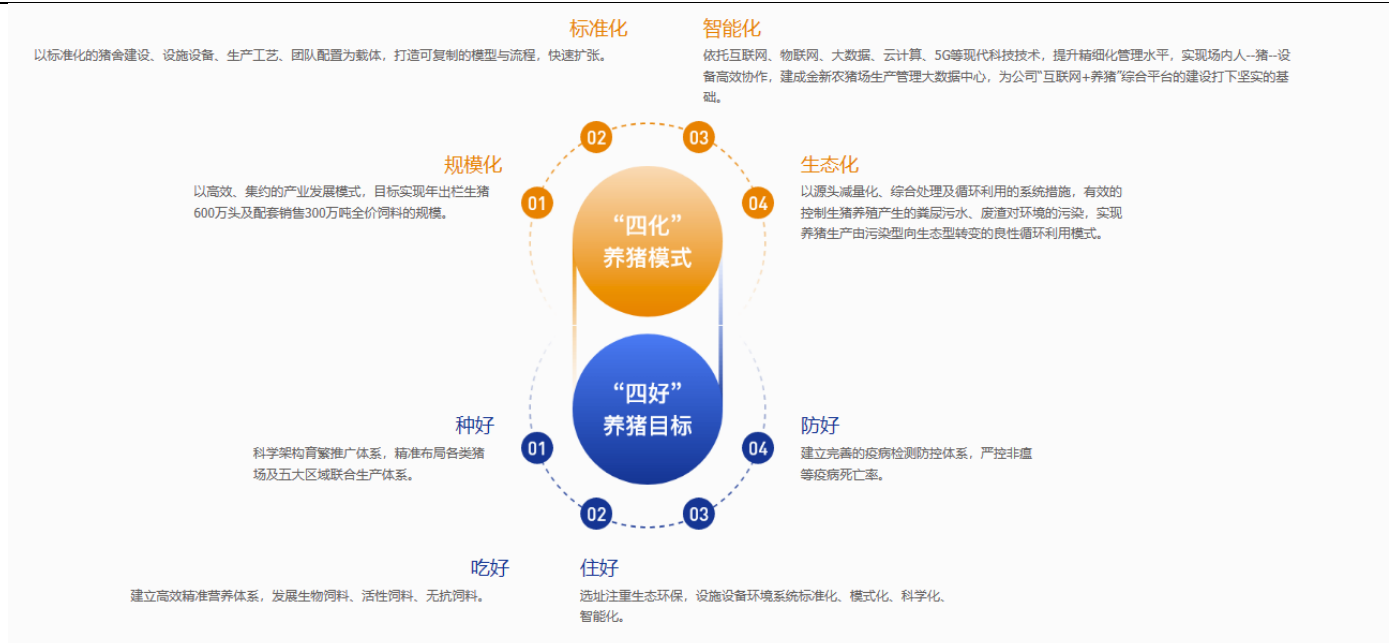 标准化
以标准化的猪舍建设、设施设备、生产工艺、团队配置为载体，打造可复制的模型与流程，快速扩张。
智能化
依托互联网、物联网、大数据、云计算、5G等现代科技技术，提升精细化管理水平，实现场内人--猪--设
备高效协作，建成金新农猪场生产管理大数据中心，为公司“互联网+养猪”综合平台的建设打下坚实的基
础。
02
03
规模化
以高效、集约的产业发展模式，目标实现年出栏生猪
600万头及配套销售300万吨全价饲料的规模。
01
生态化
以源头减量化、综合处理及循环利用的系统措施，有效的
控制生猪养殖产生的粪尿污水、废渣对环境的污染，实现
养猪生产由污染型向生态型转变的良性循环利用模式。
04
“四化”
养猪模式
“四好”
养猪目标
种好
科学架构育繁推广体系，精准布局各类猪
场及五大区域联合生产体系。
01
防好
建立完善的疫病检测防控体系，严控非瘟
等疫病死亡率。
04
02
03
吃好
建立高效精准营养体系，发展生物饲料、活性饲料、无抗饲料。
住好
选址注重生态环保，设施设备环境系统标准化、模式化、科学化、
智能化。